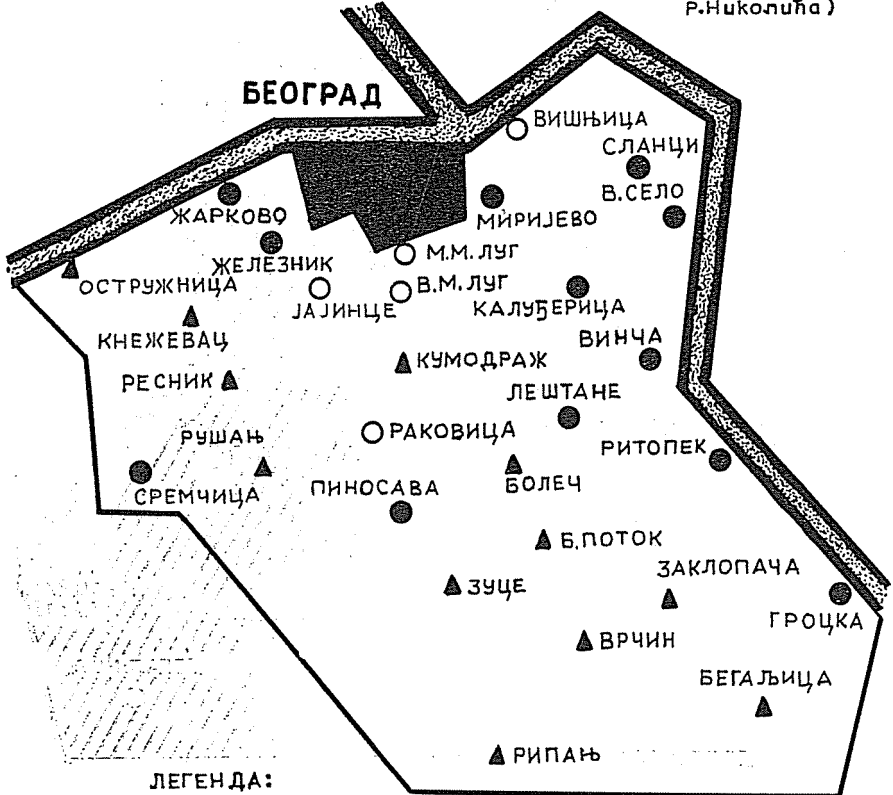 Р.Николића)
БЕОГРАД
ВИШЊИЦА
СЛАНЦИ
В.СЕЛО
ЖАРКОВО
МИРИЈЕВО
М.М.ЛУГ
ЖЕЛЕЗНИК
ОСТРУЖНИЦА
В.М.ЛУГ
ЈАЈИНЦЕ
КАЛУЂЕРИЦА
КНЕЖЕВАЦ
ВИНЧА
КУМОДРАЖ
РЕСНИК
ЛЕШТАНЕ
РАКОВИЦА
РУШАЊ
РИТОПЕК
СРЕМЧИЦА
ПИНОСАВА
БОЛЕЧ
Б.ПОТОК
ЗАКЛОПАЧА
ЗУЦЕ
ГРОЦКА
ВРЧИН
БЕГАЉИЦА
РИПАЊ
ЛЕГЕНДА: